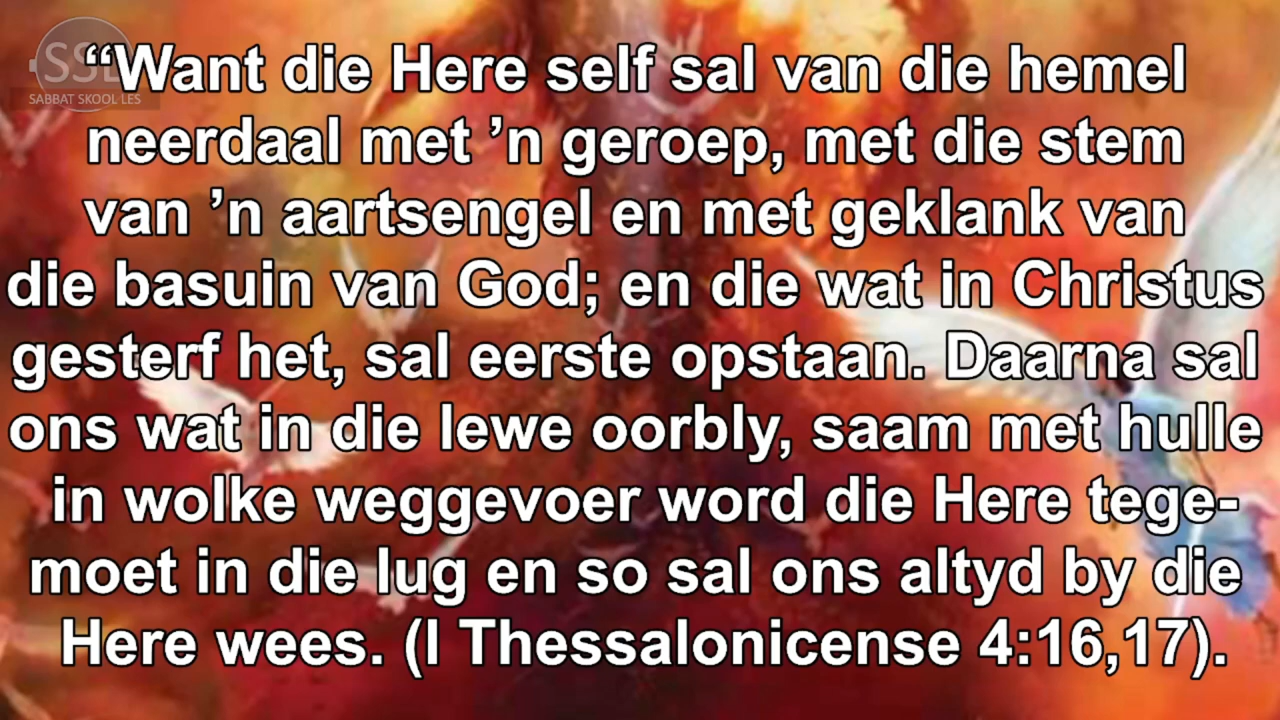 SSL
SABBAT SKOOL LES
“Want die Here self sal van die hemel
neerdaal met ’n geroep, met die stem
van ’n aartsengel en met geklank van
die basuin van God; en die wat in Christus
gesterf het, sal eerste opstaan. Daarna sal
ons wat in die lewe oorbly, saam met hulle
in wolke weggevoer word die Here tege-
moet in die lug en so sal ons altyd by die
Here wees. (I Thessalonicense 4:16,17).